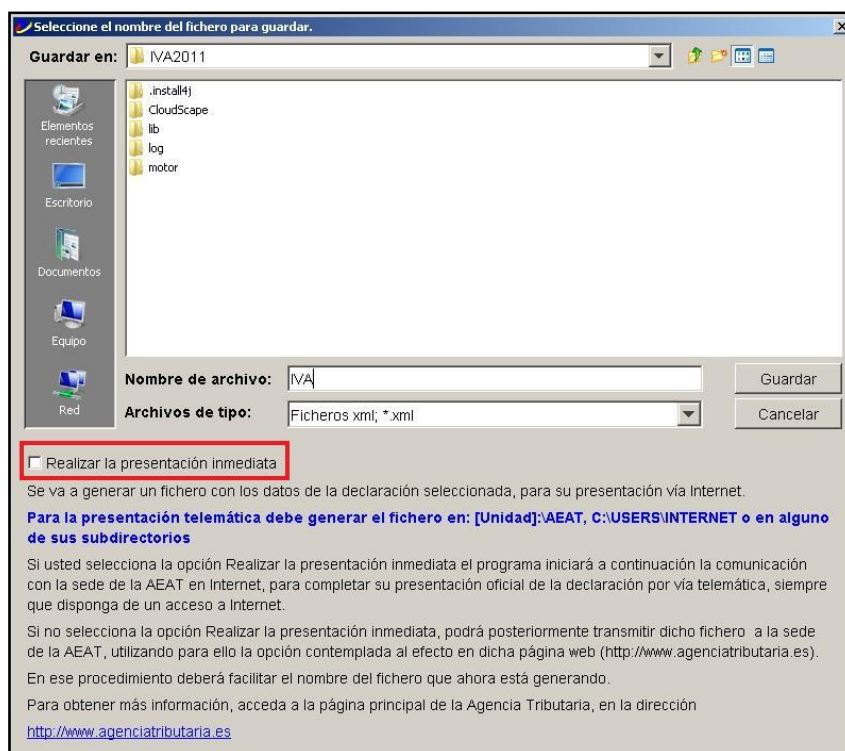 Seleccione el nombre del fichero para guardar.
Guardar en: IVA2011
.install4j
CloudScape
lib
log
motor
Elementos
recientes
Escritorio
Documentos
Equipo
Red
Nombre de archivo: IVA Guardar
Archivos de tipo: Ficheros xml; *.xml Cancelar
Realizar la presentación inmediata
Se va a generar un fichero con los datos de la declaración seleccionada, para su presentación vía Internet.
Para la presentación telemática debe generar el fichero en: [Unidad]:\AEAT, C:\USERS\INTERNET o en alguno
de sus subdirectorios
Si usted selecciona la opción Realizar la presentación inmediata el programa iniciará a continuación la comunicación
con la sede de la AEAT en Internet, para completar su presentación oficial de la declaración por vía telemática, siempre
que disponga de un acceso a Internet.
Si no selecciona la opción Realizar la presentación inmediata, podrá posteriormente transmitir dicho fichero a la sede
de la AEAT, utilizando para ello la opción contemplada al efecto en dicha página web (http://www.agenciatributaria.es).
En ese procedimiento deberá facilitar el nombre del fichero que ahora está generando.
Para obtener más información, acceda a la página principal de la Agencia Tributaria, en la dirección
http://www.agenciatributaria.es